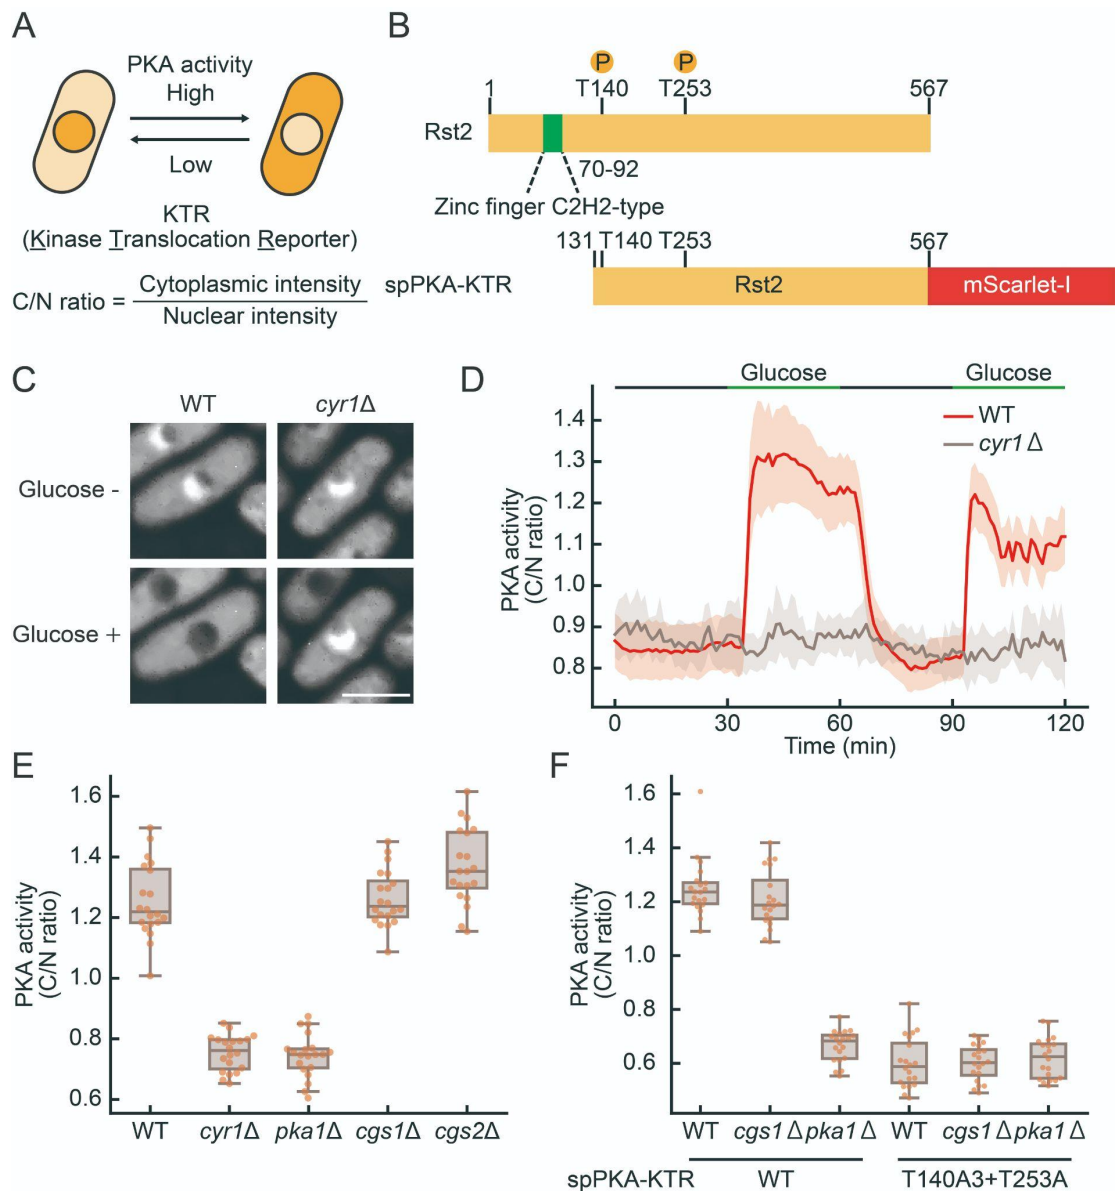 A
PKA activity
High
Low
KTR
(Kinase Translocation Reporter)
C/N ratio = Cytoplasmic intensity
Nuclear intensity
B
P P
1 T140 T253 567
Rst2
70-92
Zinc finger C2H2-type
131 T140 T253 567
spPKA-KTR Rst2 mScarlet-I
C
WT cyr1Δ
Glucose -
Glucose +
D
Glucose Glucose
WT
cyr1Δ
PKA activity
(C/N ratio)
1.4
1.3
1.2
1.1
1.0
0.9
0.8
0 30 60 90 120
Time (min)
E
PKA activity
(C/N ratio)
1.6
1.4
1.2
1.0
0.8
0.6
WT cyr1Δ pka1Δ cgs1Δ cgs2Δ
F
PKA activity
(C/N ratio)
1.6
1.4
1.2
1.0
0.8
0.6
WT cgs1Δ pka1Δ WT cgs1Δ pka1Δ
spPKA-KTR WT T140A3+T253A